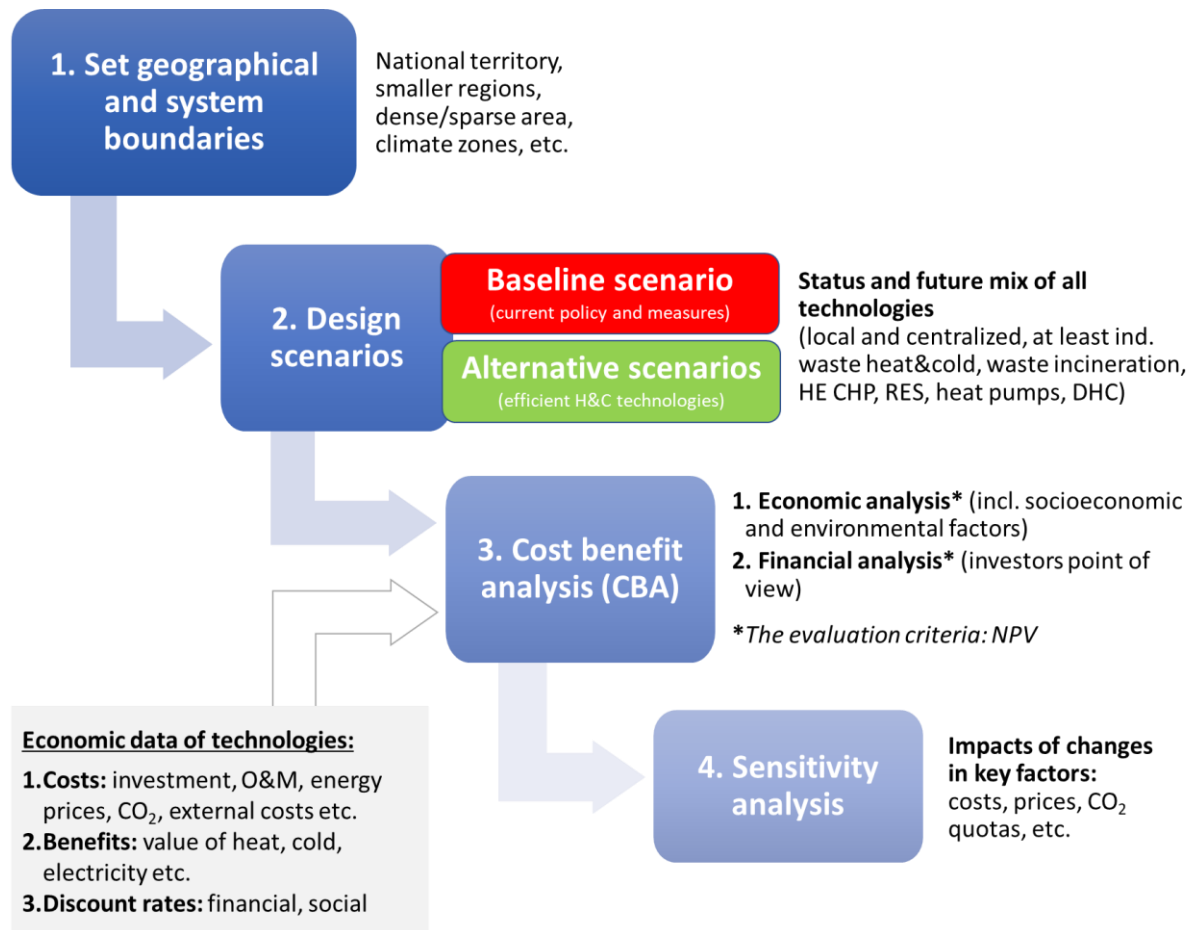 1. Set geographical
and system
boundaries
National territory,
smaller regions,
dense/sparse area,
climate zones, etc.
2. Design
scenarios
Baseline scenario
(current policy and measures)
Alternative scenarios
(efficient H&C technologies)
Status and future mix of all
technologies
(local and centralized, at least ind.
waste heat&cold, waste incineration,
HE CHP, RES, heat pumps, DHC)
3. Cost benefit
analysis (CBA)
1. Economic analysis* (incl. socioeconomic
and environmental factors)
2. Financial analysis* (investors point of
view)
*The evaluation criteria: NPV
Economic data of technologies:
1.Costs: investment, O&M, energy
prices, CO₂, external costs etc.
2.Benefits: value of heat, cold,
electricity etc.
3.Discount rates: financial, social
4. Sensitivity
analysis
Impacts of changes
in key factors:
costs, prices, CO₂
quotas, etc.